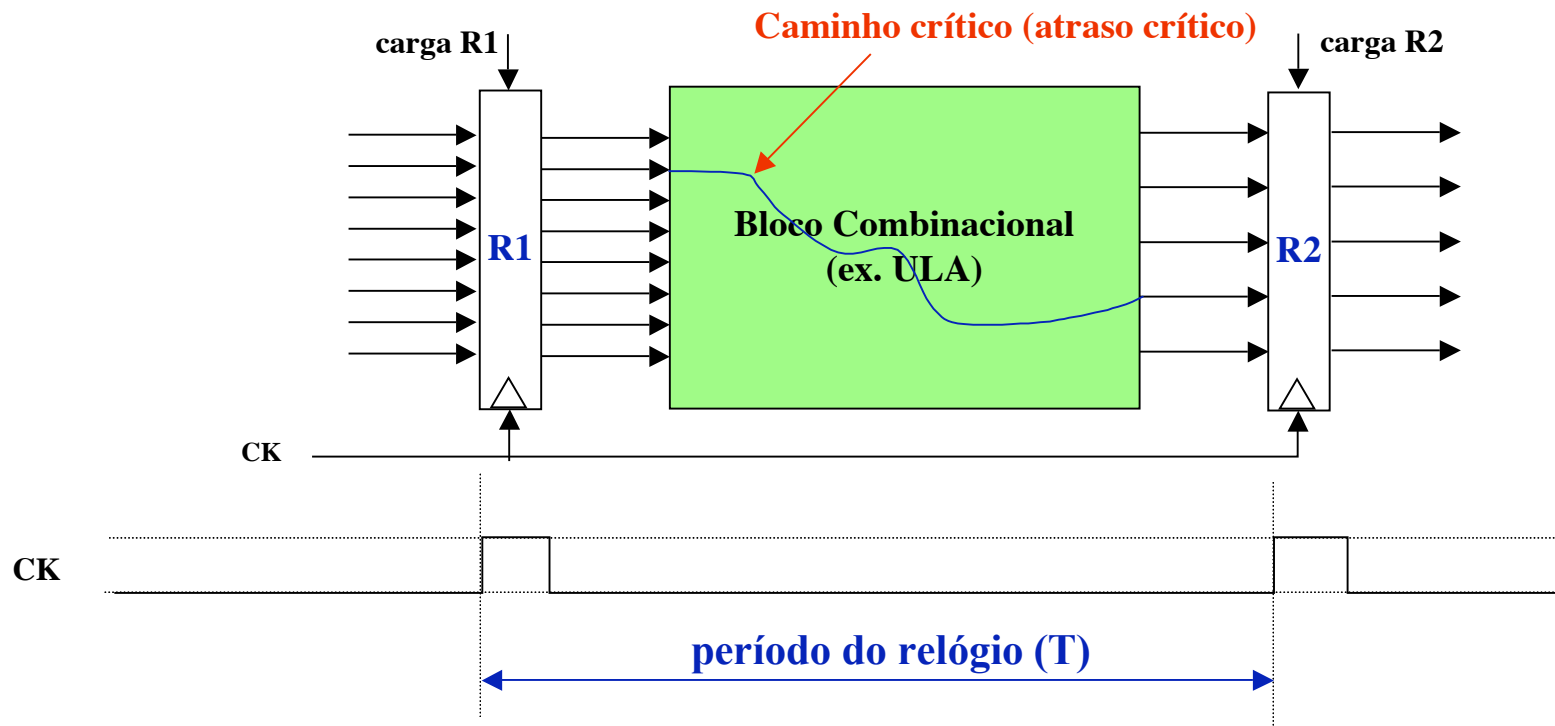 Caminho crítico (atraso crítico)
carga R1
carga R2
R1
Bloco Combinacional
(ex. ULA)
R2
CK
CK
período do relógio (T)